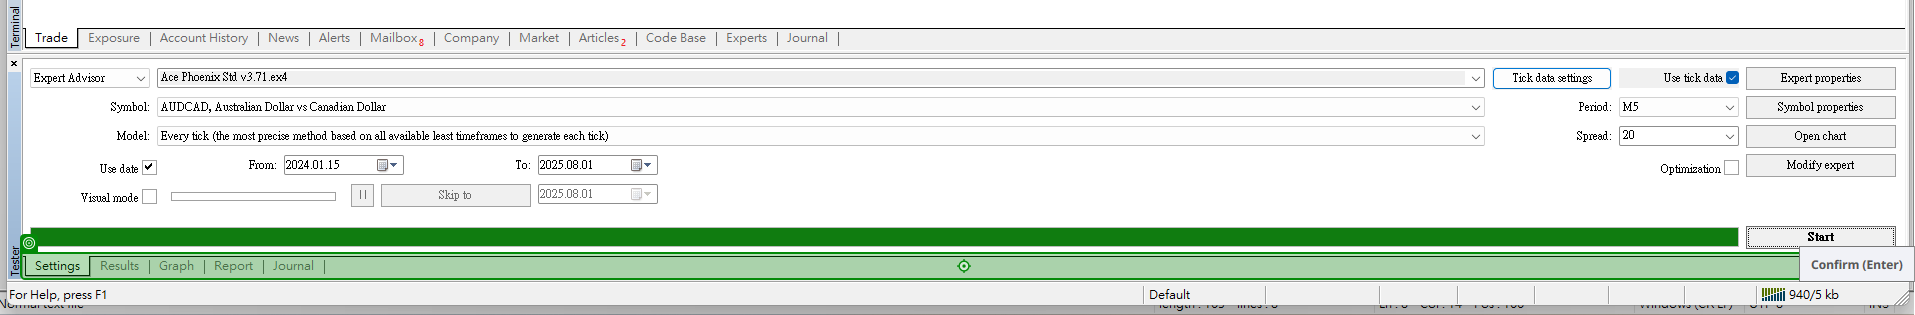 Terminal
Trade | Exposure | Account History | News | Alerts | Mailbox 8 | Company | Market | Articles 2 | Code Base | Experts | Journal |
Expert Advisor Ace Phoenix Std v3.71.ex4 Tick data settings Use tick data Expert properties
Symbol: AUDCAD, Australian Dollar vs Canadian Dollar Period: M5 Symbol properties
Model: Every tick (the most precise method based on all available least timeframes to generate each tick) Spread: 20 Open chart
Use date From: 2024.01.15 To: 2025.08.01 Optimization Modify expert
Visual mode Skip to 2025.08.01
Start
Tester
Settings | Results | Graph | Report | Journal |
Confirm (Enter)
For Help, press F1 Default 940/5 kb
Normal text file